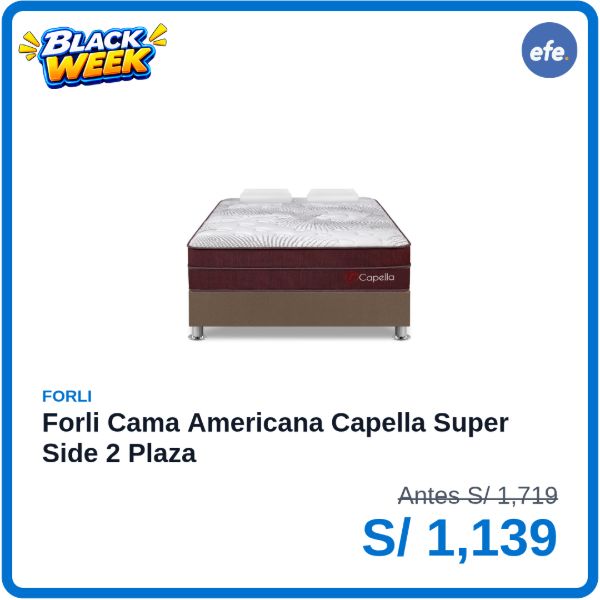 BLACK
WEEK
efe.
Capella
FORLI
Forli Cama Americana Capella Super
Side 2 Plaza
Antes S/ 1,719
S/ 1,139